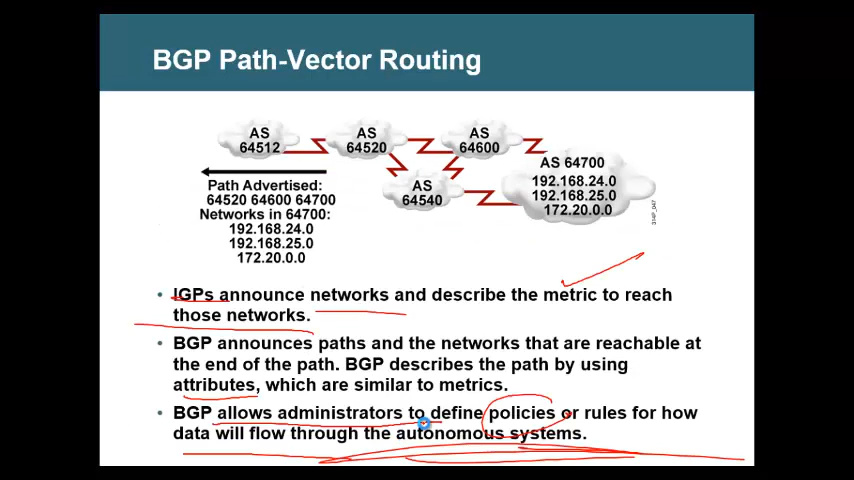 BGP Path-Vector Routing
AS
64512
AS
64520
AS
64600
AS 64700
192.168.24.0
192.168.25.0
172.20.0.0
AS
64540
Path Advertised:
64520 64600 64700
Networks in 64700:
192.168.24.0
192.168.25.0
172.20.0.0
314P_047
• IGPs announce networks and describe the metric to reach
those networks.
• BGP announces paths and the networks that are reachable at
the end of the path. BGP describes the path by using
attributes, which are similar to metrics.
• BGP allows administrators to define policies or rules for how
data will flow through the autonomous systems.